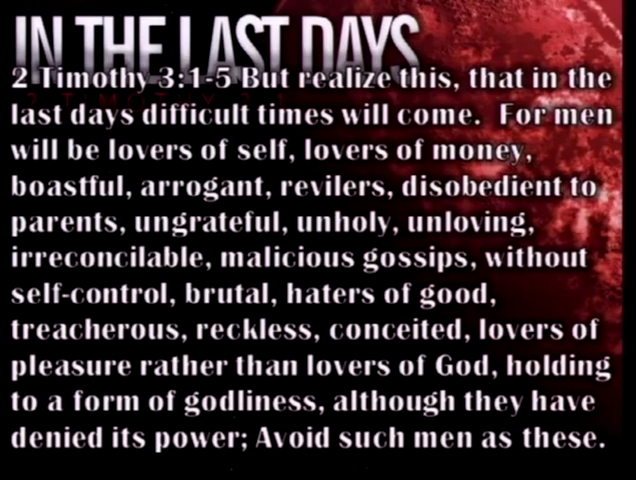 IN THE LAST DAYS
2 Timothy 3:1-5 But realize this, that in the
last days difficult times will come. For men
will be lovers of self, lovers of money,
boastful, arrogant, revilers, disobedient to
parents, ungrateful, unholy, unloving,
irreconcilable, malicious gossips, without
self-control, brutal, haters of good,
treacherous, reckless, conceited, lovers of
pleasure rather than lovers of God, holding
to a form of godliness, although they have
denied its power; Avoid such men as these.